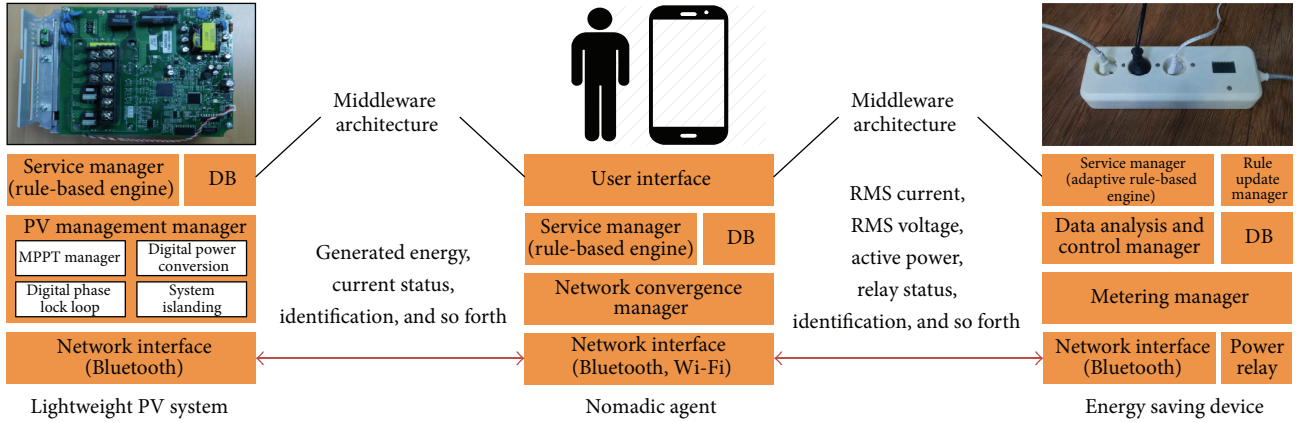 Middleware
architecture
Middleware
architecture
Service manager
(rule-based engine)
DB
PV management manager
MPPT manager
Digital power
conversion
Digital phase
lock loop
System
islanding
Network interface
(Bluetooth)
Lightweight PV system
Generated energy,
current status,
identification, and so forth
User interface
Service manager
(rule-based engine)
DB
Network convergence
manager
Network interface
(Bluetooth, Wi-Fi)
Nomadic agent
RMS current,
RMS voltage,
active power,
relay status,
identification, and so forth
Service manager
(adaptive rule-based
engine)
Rule
update
manager
Data analysis and
control manager
DB
Metering manager
Network interface
(Bluetooth)
Power
relay
Energy saving device